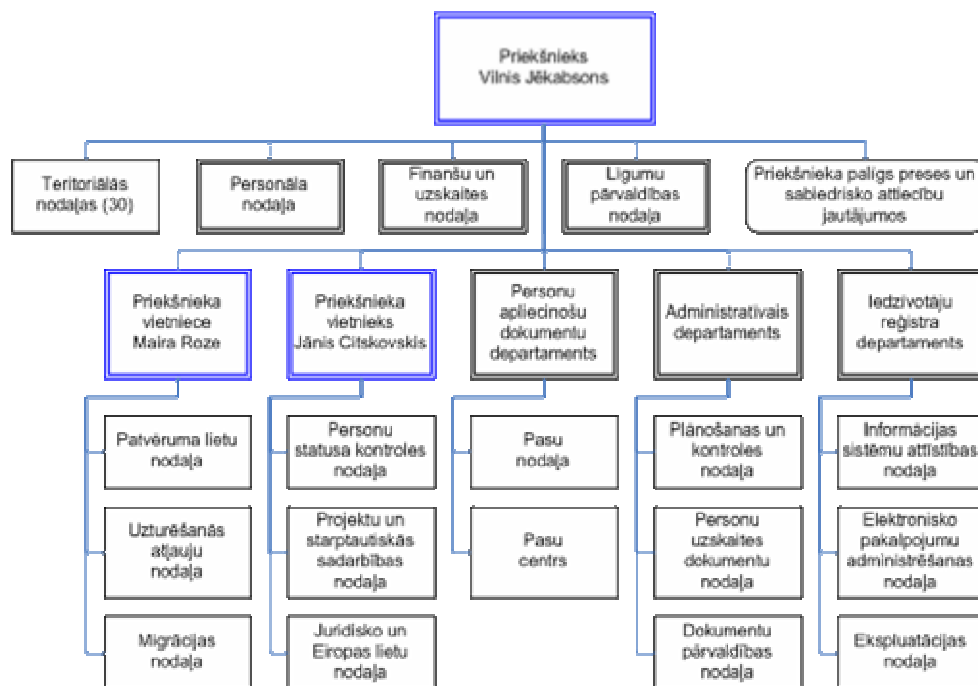 Priekšnieks
Vilnis Jēkabsons
Teritoriālās
nodaļas (30)
Personāla
nodaļa
Finanšu un
uzskaites
nodaļa
Līgumu
pārvaldības
nodaļa
Priekšnieka palīgs preses un
sabiedrisko attiecību
jautājumos
Priekšnieka
vietniece
Maira Roze
Priekšnieka
vietnieks
Jānis Citskovskis
Personu
apliecinošu
dokumentu
departaments
Administratīvais
departaments
Iedzīvotāju
reģistra
departaments
Patvēruma lietu
nodaļa
Personu
statusa kontroles
nodaļa
Pasu
nodaļa
Plānošanas un
kontroles
nodaļa
Informācijas
sistēmu attīstības
nodaļa
Uzturēšanās
atļauju
nodaļa
Projektu un
starptautiskās
sadarbības
nodaļa
Pasu
centrs
Personu
uzskaites
dokumentu
nodaļa
Elektronisko
pakalpojumu
administrēšanas
nodaļa
Migrācijas
nodaļa
Juridisko un
Eiropas lietu
nodaļa
Dokumentu
pārvaldības
nodaļa
Ekspluatācijas
nodaļa